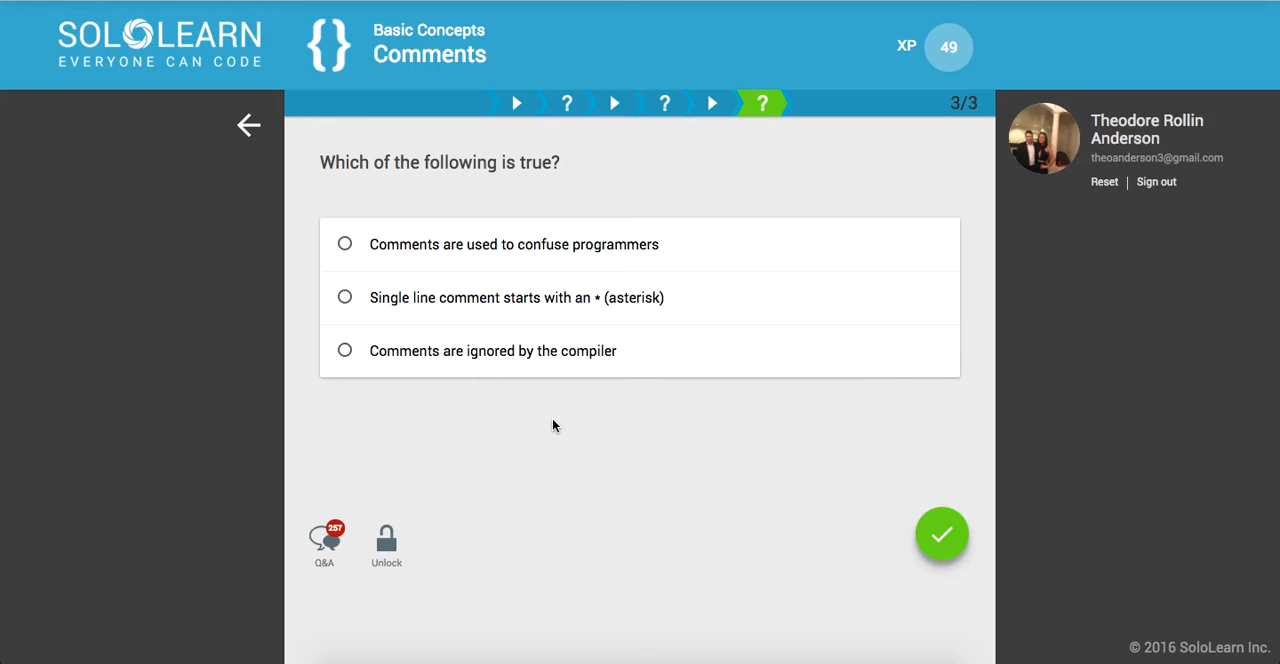 SOLOLEARN
EVERYONE CAN CODE
{ }
Basic Concepts
Comments
XP 49
? ? ?
3/3
Theodore Rollin
Anderson
theoanderson3@gmail.com
Reset | Sign out
Which of the following is true?
Comments are used to confuse programmers
Single line comment starts with an * (asterisk)
Comments are ignored by the compiler
257
Q&A
Unlock
© 2016 SoloLearn Inc.